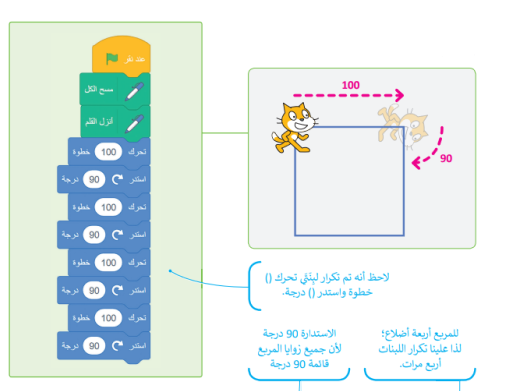 عند نقر
مسح الكل
أنزل القلم
تحرك 100 خطوة
استدر 90 درجة
تحرك 100 خطوة
استدر 90 درجة
تحرك 100 خطوة
استدر 90 درجة
تحرك 100 خطوة
استدر 90 درجة
100
90
لاحظ أنه تم تكرار لبِنَتَي تحرك ()
خطوة واستدر () درجة.
للمربع أربعة أضلاع؛
لذا علينا تكرار اللبنات
أربع مرات.
الاستدارة 90 درجة
لأن جميع زوايا المربع
قائمة 90 درجة